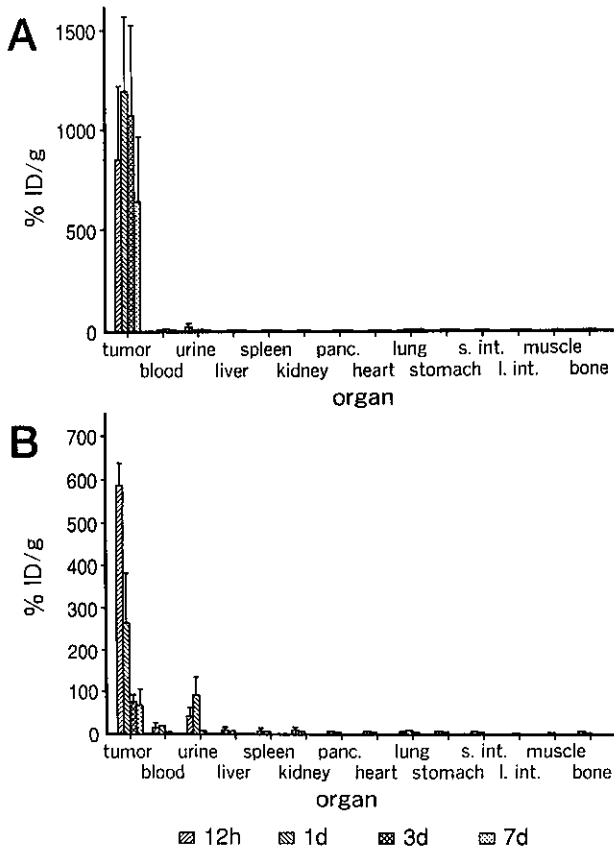 A
% ID/g
1500
1000
500
0
tumor urine spleen panc. lung s. int. muscle
blood liver kidney heart stomach l. int. bone
organ
B
% ID/g
700
600
500
400
300
200
100
0
tumor urine spleen panc. lung s. int. muscle
blood liver kidney heart stomach l. int. bone
organ
12h 1d 3d 7d